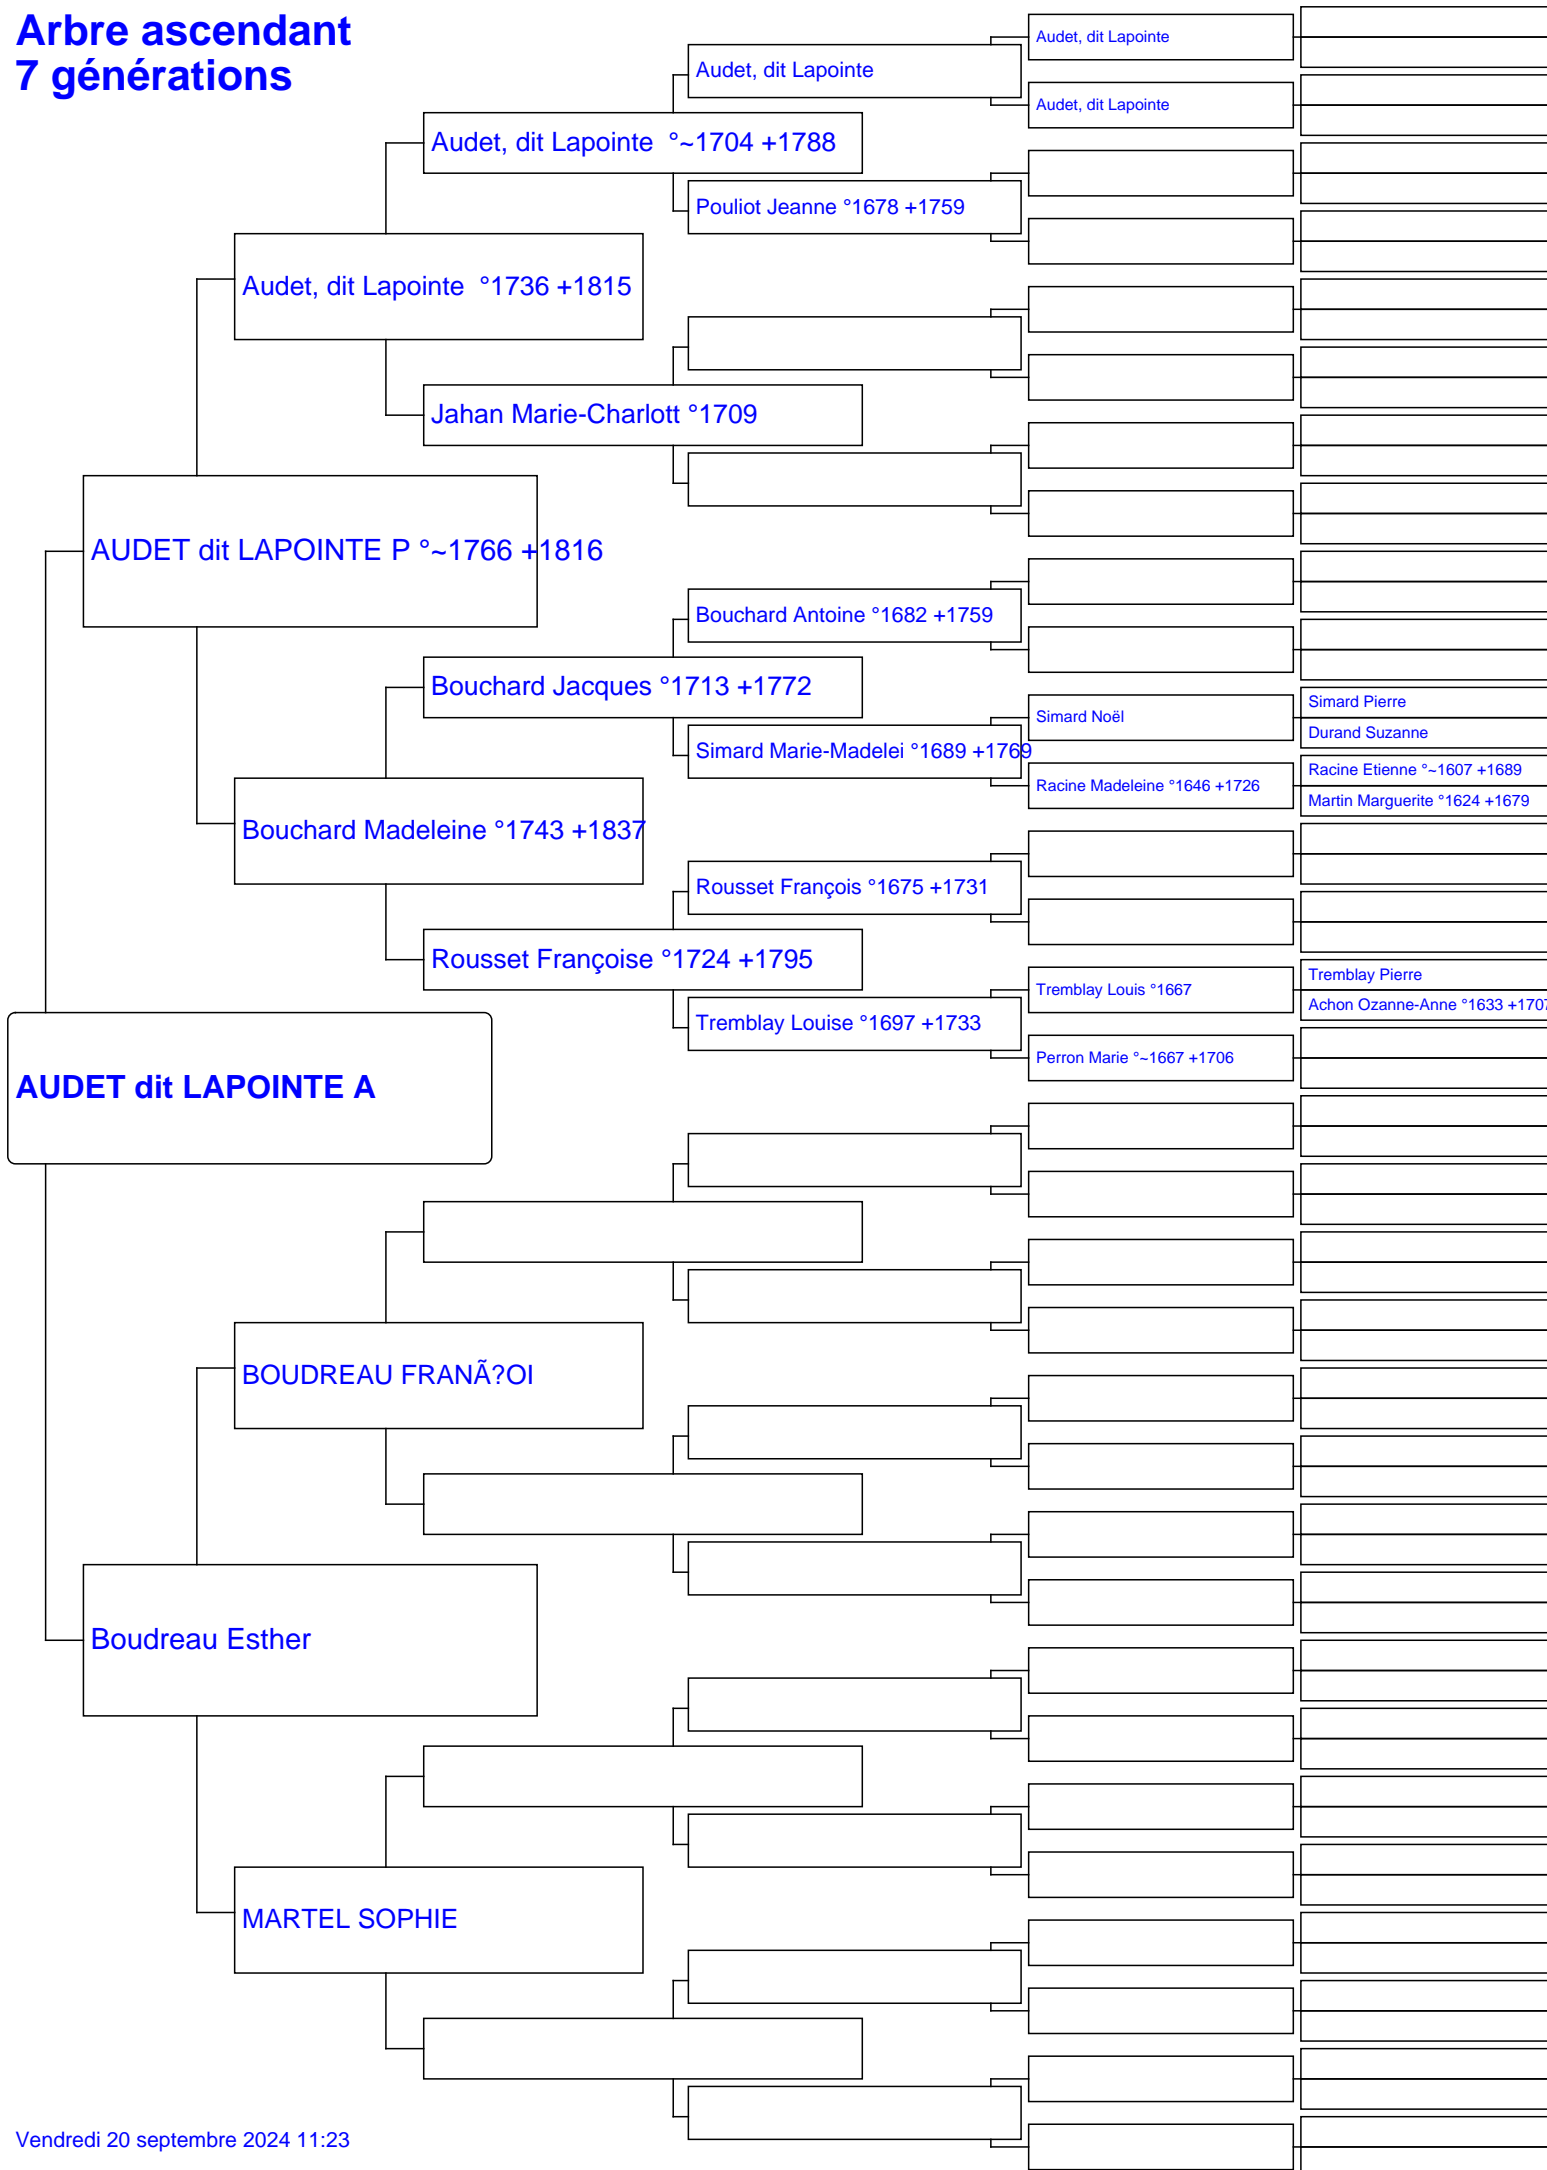 Arbre ascendant
7 générations
Audet, dit Lapointe
Audet, dit Lapointe
Audet, dit Lapointe
Audet, dit Lapointe  °~1704 +1788
Pouliot Jeanne °1678 +1759
Audet, dit Lapointe  °1736 +1815
Jahan Marie-Charlott °1709
AUDET dit LAPOINTE P °~1766 +1816
Bouchard Antoine °1682 +1759
Bouchard Jacques °1713 +1772
Simard Noël
Simard Pierre
Durand Suzanne
Simard Marie-Madelei °1689 +1769
Racine Madeleine °1646 +1726
Racine Etienne °~1607 +1689
Martin Marguerite °1624 +1679
Bouchard Madeleine °1743 +1837
Rousset François °1675 +1731
Rousset Françoise °1724 +1795
Tremblay Louis °1667
Tremblay Pierre
Achon Ozanne-Anne °1633 +1707
Tremblay Louise °1697 +1733
Perron Marie °~1667 +1706
AUDET dit LAPOINTE A
BOUDREAU FRANÃ?OI
Boudreau Esther
MARTEL SOPHIE
Vendredi 20 septembre 2024 11:23